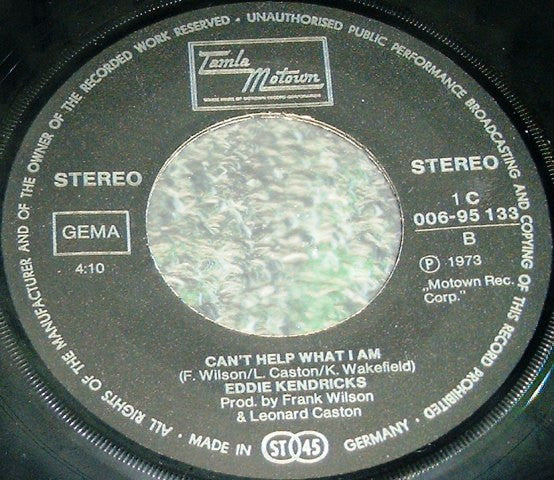 ALL RIGHTS OF THE MANUFACTURER AND OF THE OWNER OF THE RECORDED WORK RESERVED - UNAUTHORISED PUBLIC PERFORMANCE BROADCASTING AND COPYING OF THIS RECORD PROHIBITED
Tamla
Motown
STEREO
STEREO
GEMA
4:10
1 C
006-95 133
B
Ⓟ 1973
„Motown Rec.
Corp."
CAN'T HELP WHAT I AM
(F. Wilson/L. Caston/K. Wakefield)
EDDIE KENDRICKS
Prod. by Frank Wilson
& Leonard Caston
• MADE IN ST 45 GERMANY •